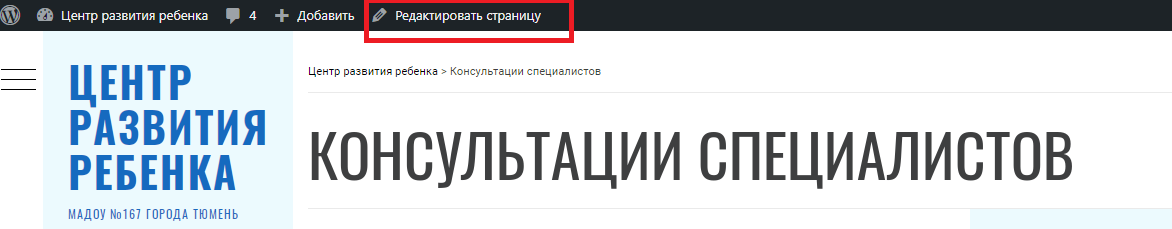 Центр развития ребенка 4 Добавить Редактировать страницу
ЦЕНТР
РАЗВИТИЯ
РЕБЕНКА
МАДОУ №167 ГОРОДА ТЮМЕНЬ
Центр развития ребенка > Консультации специалистов
КОНСУЛЬТАЦИИ СПЕЦИАЛИСТОВ